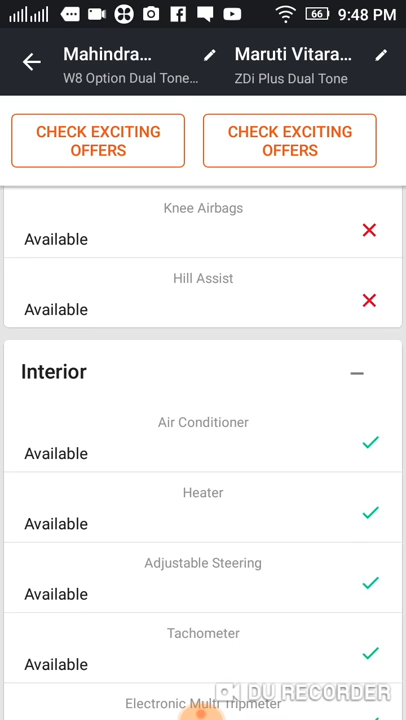 66 9:48 PM
Mahindra... Maruti Vitara...
W8 Option Dual Tone... ZDi Plus Dual Tone
CHECK EXCITING
OFFERS
CHECK EXCITING
OFFERS
Knee Airbags
Available
Hill Assist
Available
Interior
Air Conditioner
Available
Heater
Available
Adjustable Steering
Available
Tachometer
Available
DU RECORDER
Electronic Multi Tripmeter